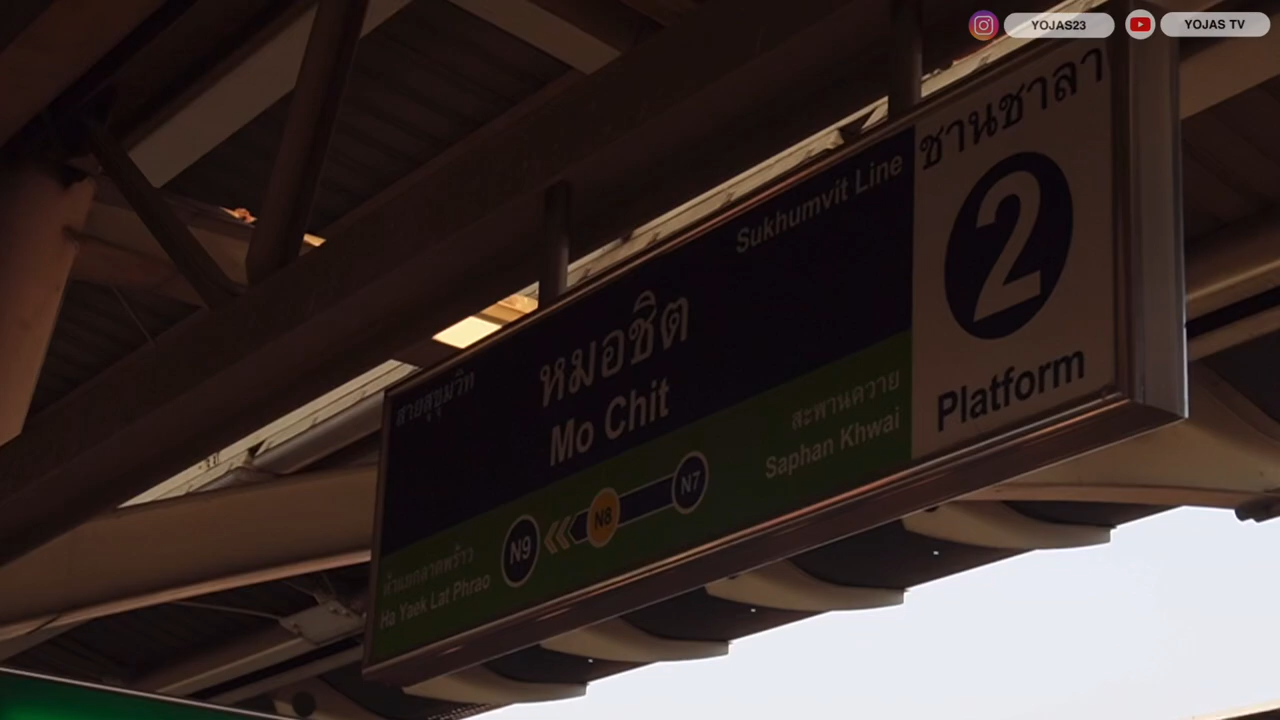 YOJAS23
YOJAS TV
สายสุขุมวิท
Sukhumvit Line
หมอชิต
Mo Chit
ชานชาลา
2
Platform
ห้าแยกลาดพร้าว
Ha Yaek Lat Phrao
N9
N8
N7
สะพานควาย
Saphan Khwai